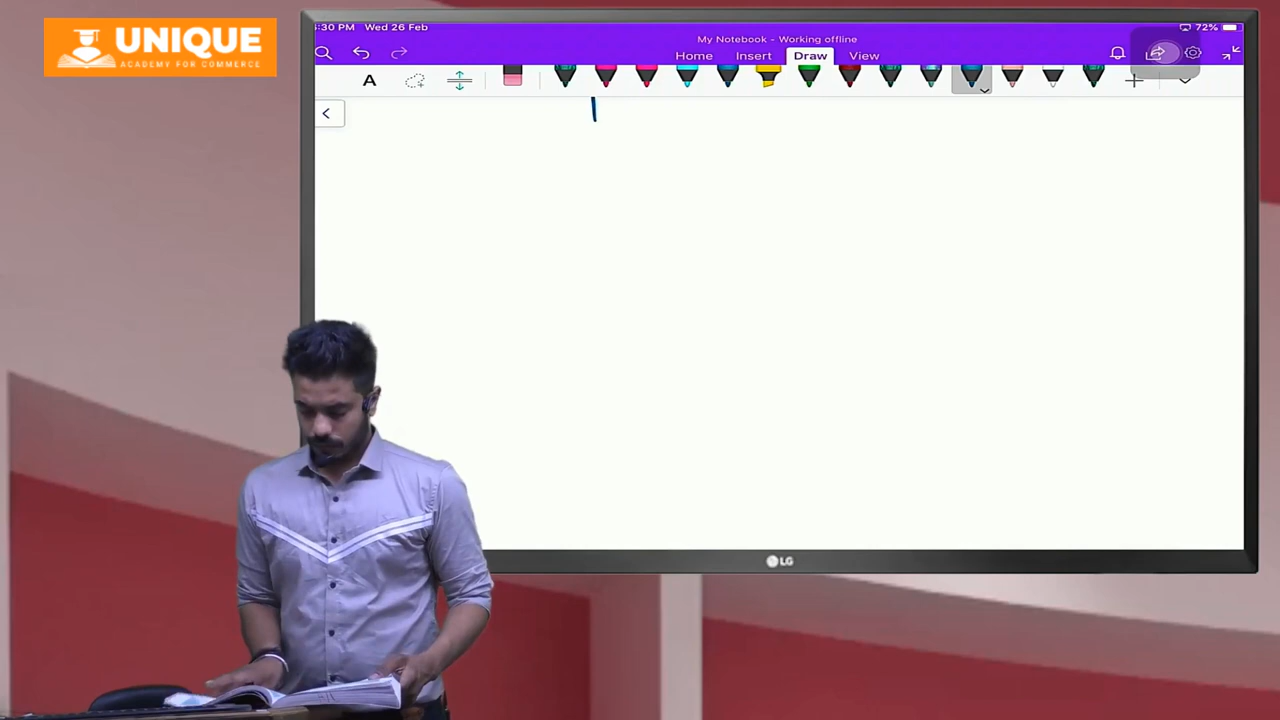 UNIQUE
ACADEMY FOR COMMERCE
:30 PM Wed 26 Feb
72%
My Notebook - Working offline
Home Insert Draw View
A
LG